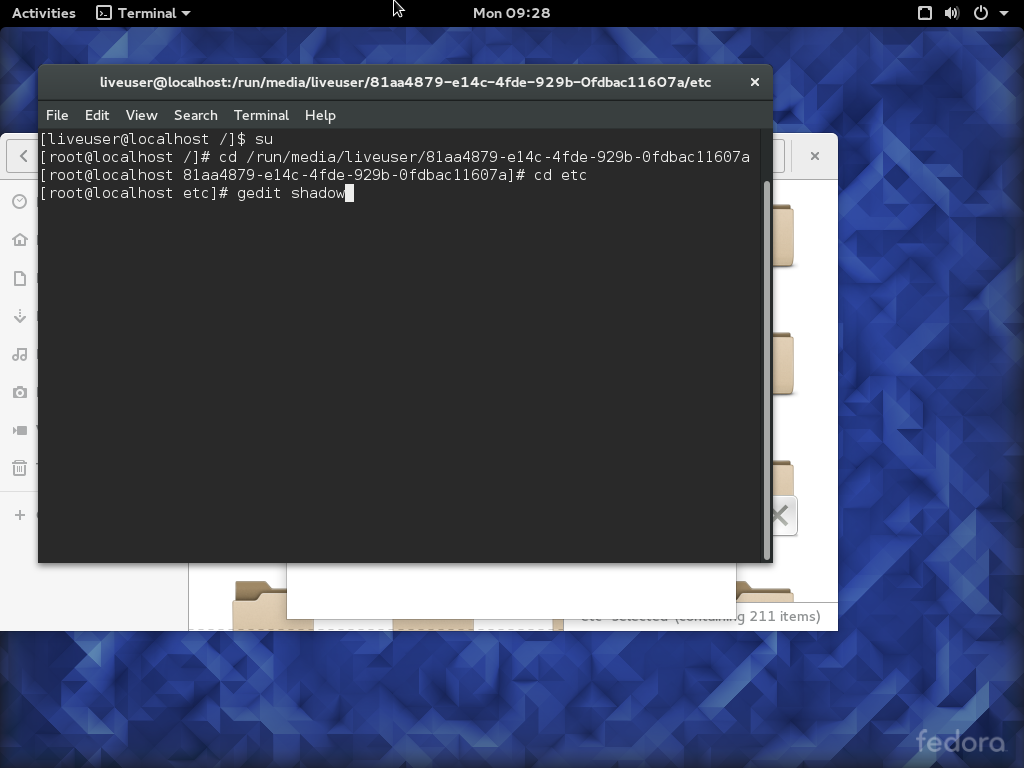 Activities Terminal Mon 09:28
liveuser@localhost:/run/media/liveuser/81aa4879-e14c-4fde-929b-0fdbac11607a/etc
File Edit View Search Terminal Help
[liveuser@localhost /]$ su
[root@localhost /]# cd /run/media/liveuser/81aa4879-e14c-4fde-929b-0fdbac11607a
[root@localhost 81aa4879-e14c-4fde-929b-0fdbac11607a]# cd etc
[root@localhost etc]# gedit shadow
"etc" selected (containing 211 items)
fedora